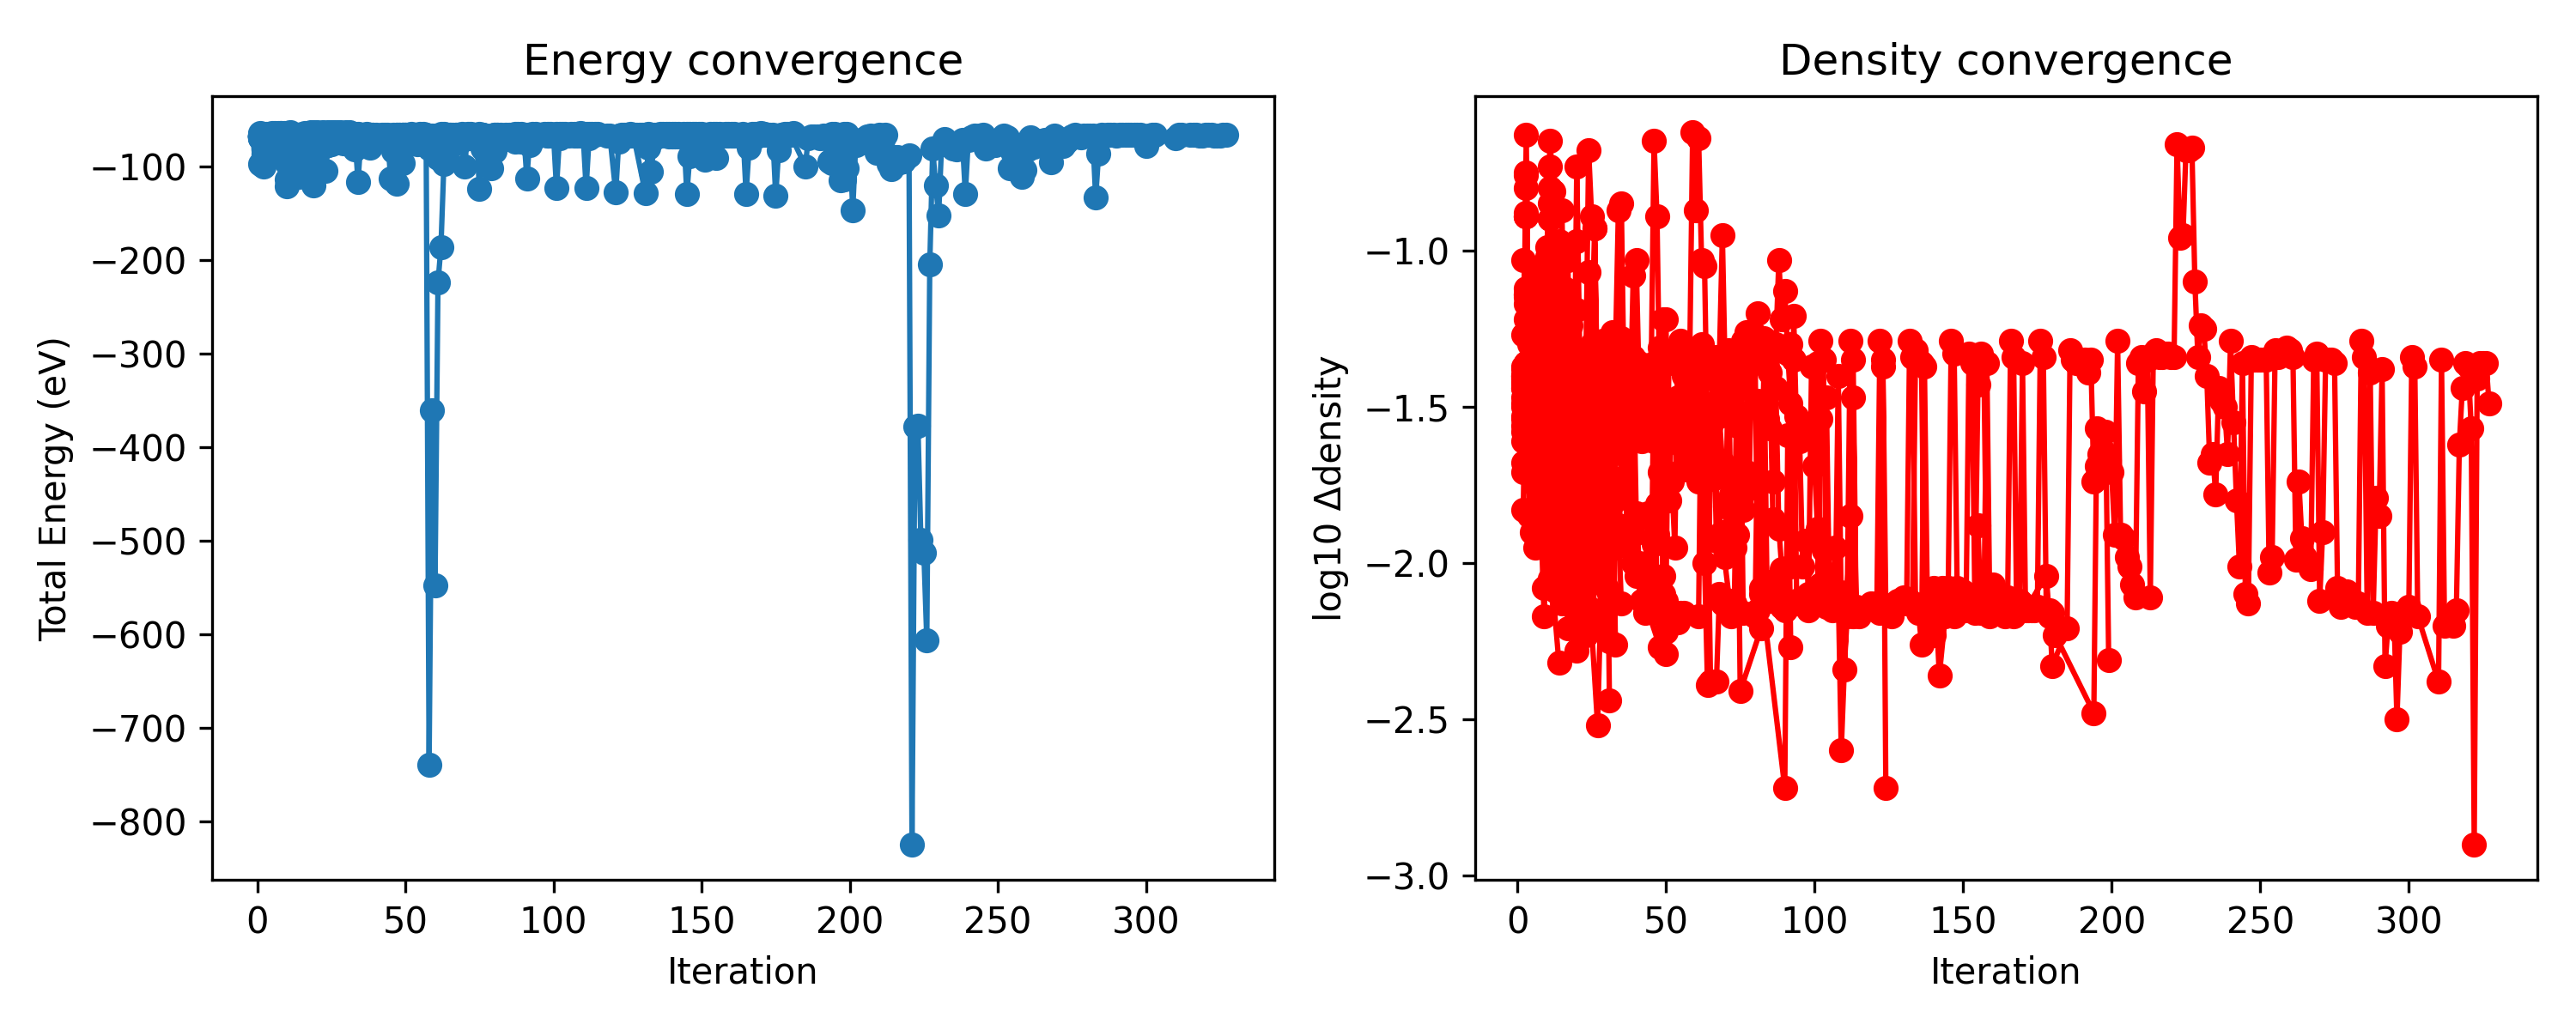 Energy convergence
Total Energy (eV)
−100
−200
−300
−400
−500
−600
−700
−800
0 50 100 150 200 250 300
Iteration
Density convergence
log10 Δdensity
−1.0
−1.5
−2.0
−2.5
−3.0
0 50 100 150 200 250 300
Iteration